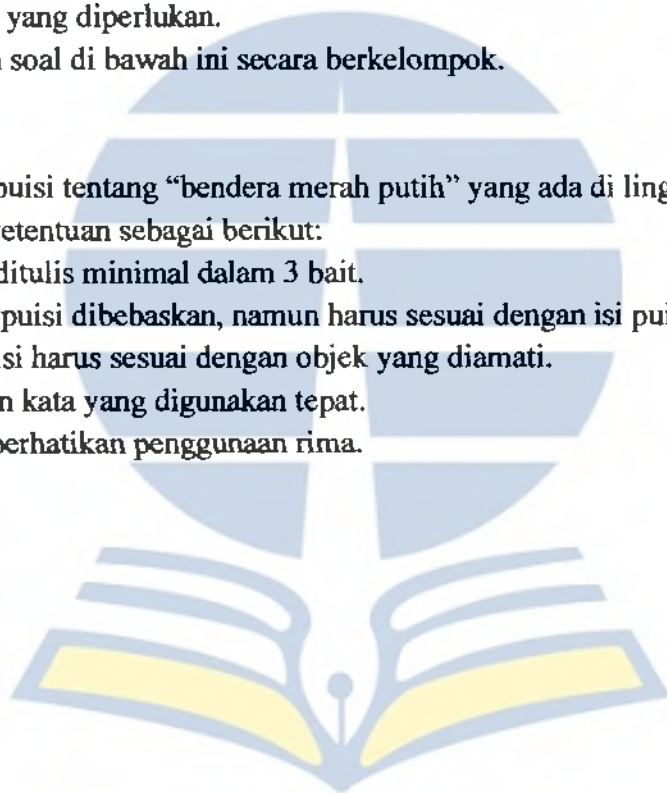 yang diperlukan.
soal di bawah ini secara berkelompok.
puisi tentang “bendera merah putih” yang ada di ling
etentuan sebagai berikut:
ditulis minimal dalam 3 bait.
puisi dibebaskan, namun harus sesuai dengan isi pui
si harus sesuai dengan objek yang diamati.
n kata yang digunakan tepat.
perhatikan penggunaan rima.